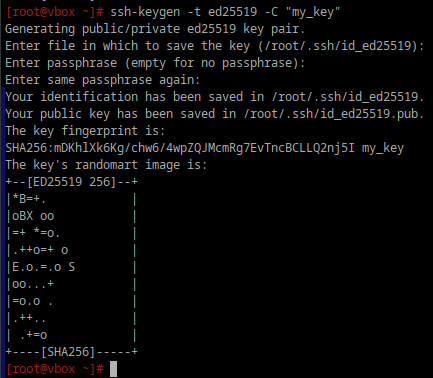 [root@vbox ~]# ssh-keygen -t ed25519 -C "my_key"
Generating public/private ed25519 key pair.
Enter file in which to save the key (/root/.ssh/id_ed25519):
Enter passphrase (empty for no passphrase):
Enter same passphrase again:
Your identification has been saved in /root/.ssh/id_ed25519.
Your public key has been saved in /root/.ssh/id_ed25519.pub.
The key fingerprint is:
SHA256:mDKhlXk6Kg/chw6/4wpZQJMcmRg7EvTncBCLLQ2nj5I my_key
The key's randomart image is:
+--[ED25519 256]--+
|*B=+.            |
|oBX oo           |
|=+ *=o.          |
|.++o=+ o         |
|E.o.=.o S        |
|oo...+           |
|=o.o .           |
|.++..            |
| .+=o            |
+----[SHA256]-----+
[root@vbox ~]#